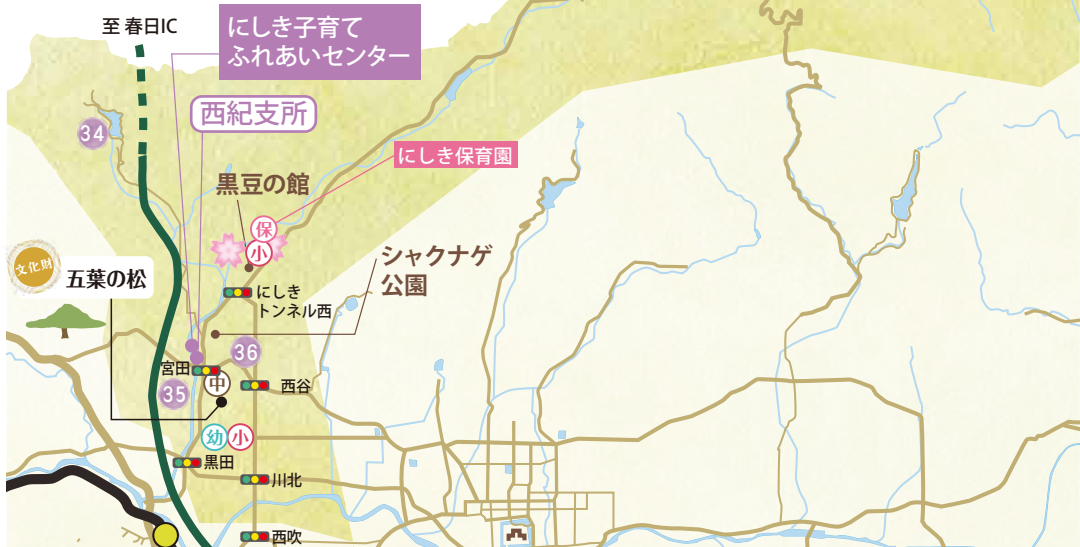 至 春日IC
にしき子育て
ふれあいセンター
西紀支所
34
にしき保育園
黒豆の館
保
小
シャクナゲ
公園
文化財
五葉の松
にしき
トンネル西
36
宮田
中
西谷
35
幼
小
黒田
川北
西吹